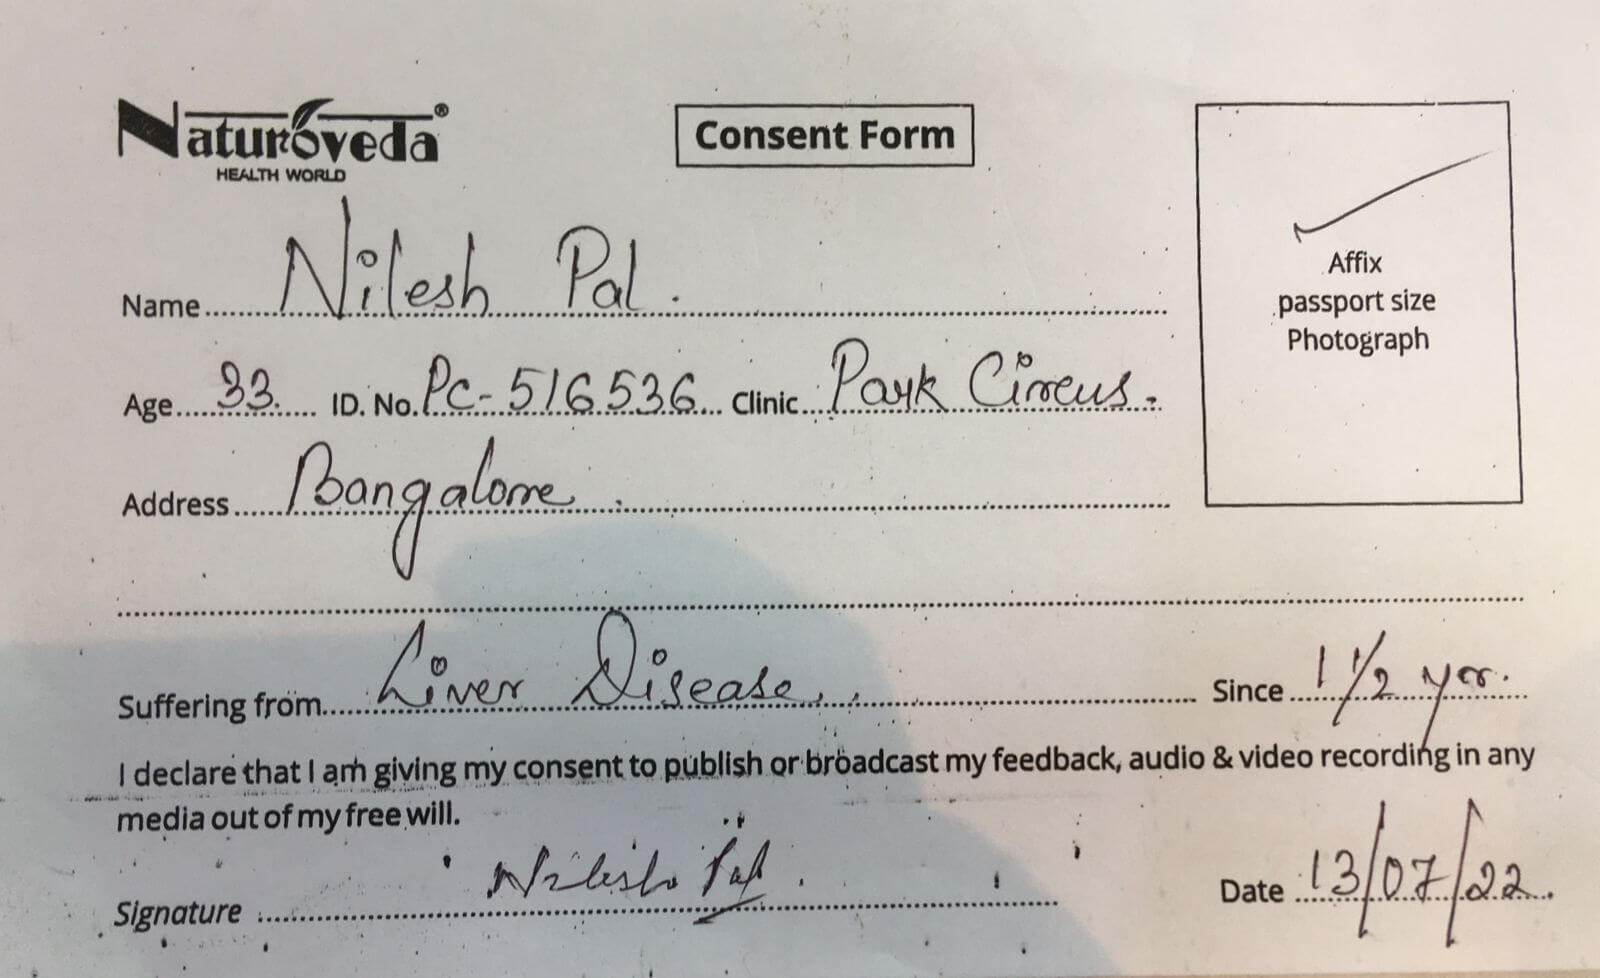 Naturoveda®
HEALTH WORLD
Consent Form
Affix
passport size
Photograph
Name Nilesh Pal.
Age 33. ID. No. PC-516536 Clinic Park Circus.
Address Bangalore.
Suffering from Liver Disease. Since 1 1/2 yr.
I declare that I am giving my consent to publish or broadcast my feedback, audio & video recording in any
media out of my free will.
Signature Nilesh Pal. Date 13/07/22.